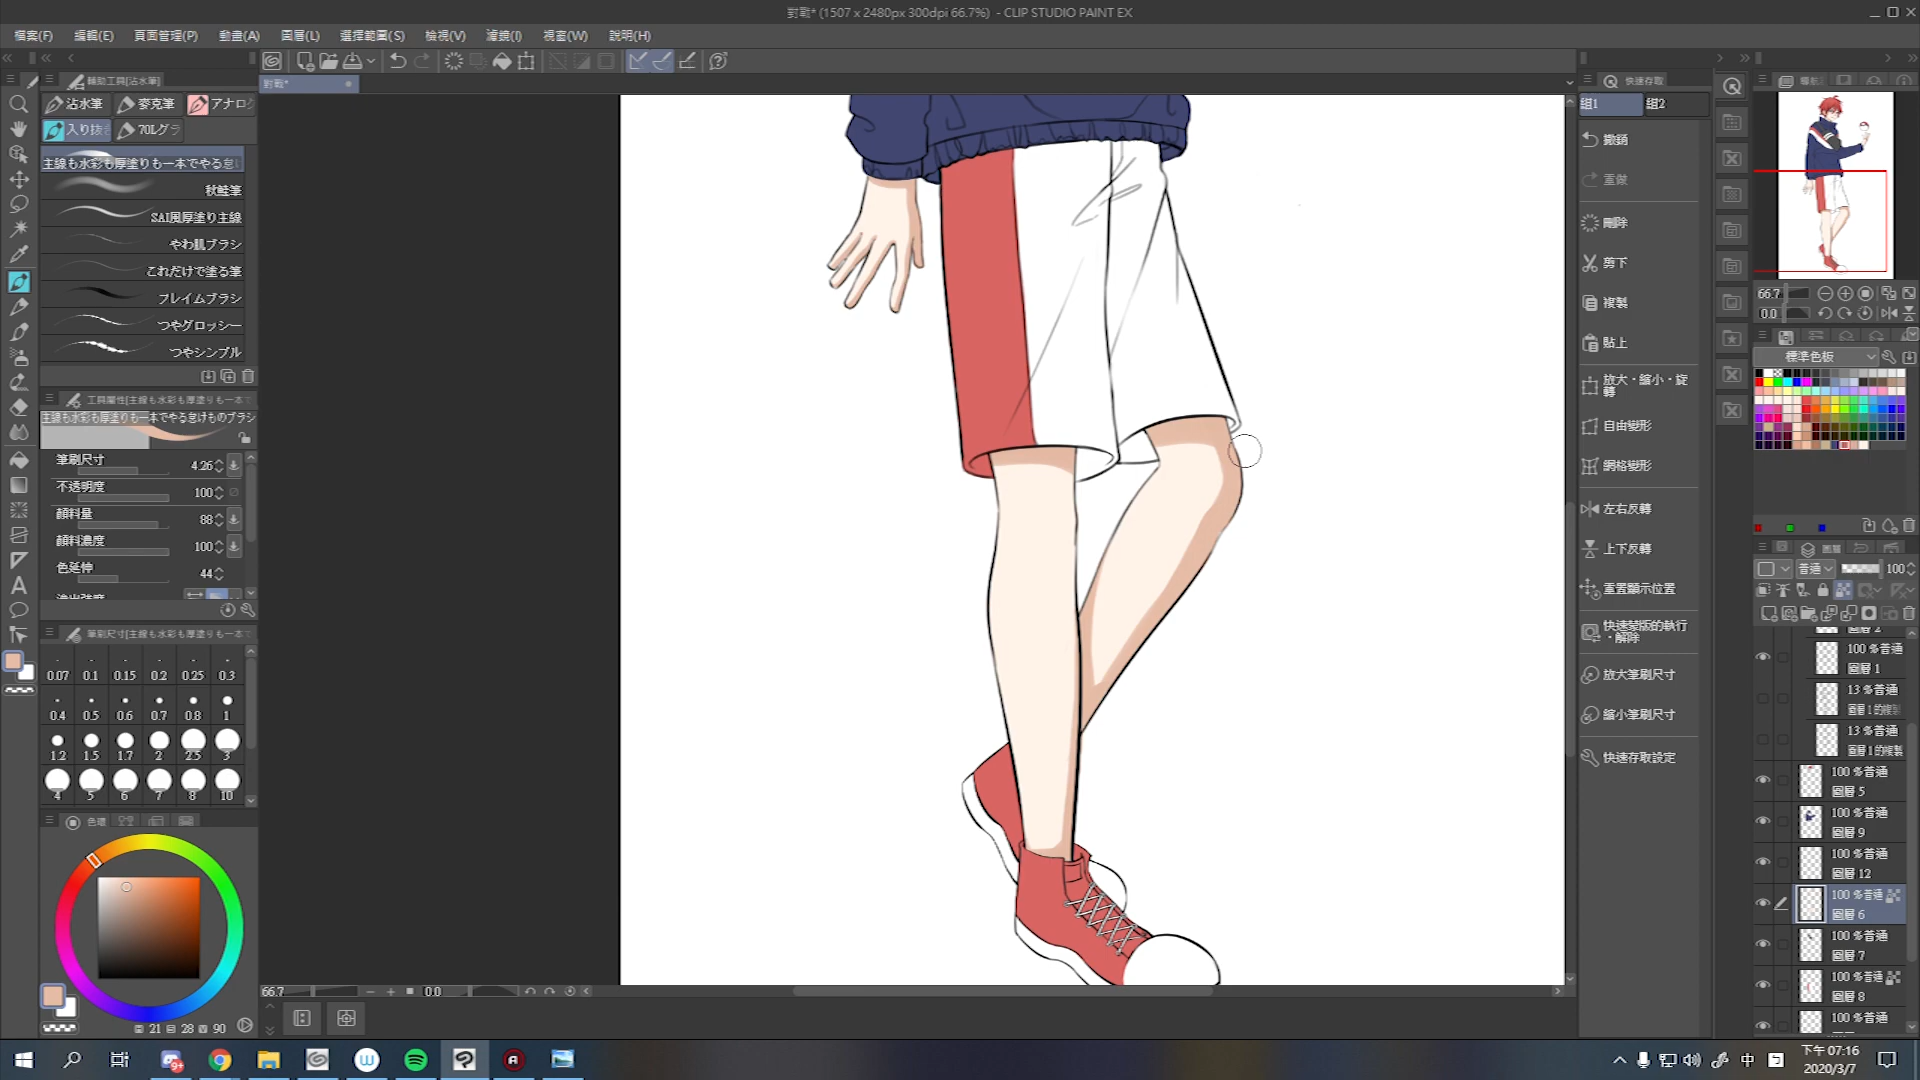 對戰* (1507 x 2480px 300dpi 66.7%) - CLIP STUDIO PAINT EX
檔案(F) 編輯(E) 頁面管理(P) 動畫(A) 圖層(L) 選擇範圍(S) 檢視(V) 濾鏡(I) 視窗(W) 說明(H)
輔助工具[沾水筆]
沾水筆 麥克筆 アナログ
入り抜き 70Lグラ
主線も水彩も厚塗りも一本でやる怠け
秋鮭筆
SAI風厚塗り主線
やわ肌ブラシ
これだけで塗る筆
フレイムブラシ
つやグロッシー
つやシンプル
工具屬性[主線も水彩も厚塗りも一本で
主線も水彩も厚塗りも一本でやる怠けものブラシ
筆刷尺寸 4.26
不透明度 100
顏料量 88
顏料濃度 100
色延伸 44
筆刷尺寸[主線も水彩も厚塗りも一本で
0.07 0.1 0.15 0.2 0.25 0.3
0.4 0.5 0.6 0.7 0.8 1
1.2 1.5 1.7 2 2.5 3
4 5 6 7 8 10
色環
21 28 90
對戰*
66.7 0.0
快速存取
組1 組2
撤銷
重做
刪除
剪下
複製
貼上
放大・縮小・旋轉
自由變形
網格變形
左右反轉
上下反轉
重置顯示位置
快速蒙版的執行・解除
放大筆刷尺寸
縮小筆刷尺寸
快速存取設定
導航
66.7
0.0
標準色板
圖層
普通 100
圖層 2
100 %普通
圖層 1
13 %普通
圖層 1 的複製
13 %普通
圖層 1 的複製
100 %普通
圖層 5
100 %普通
圖層 9
100 %普通
圖層 12
100 %普通
圖層 6
100 %普通
圖層 7
100 %普通
圖層 8
100 %普通
9+
中
下午 07:16
2020/3/7